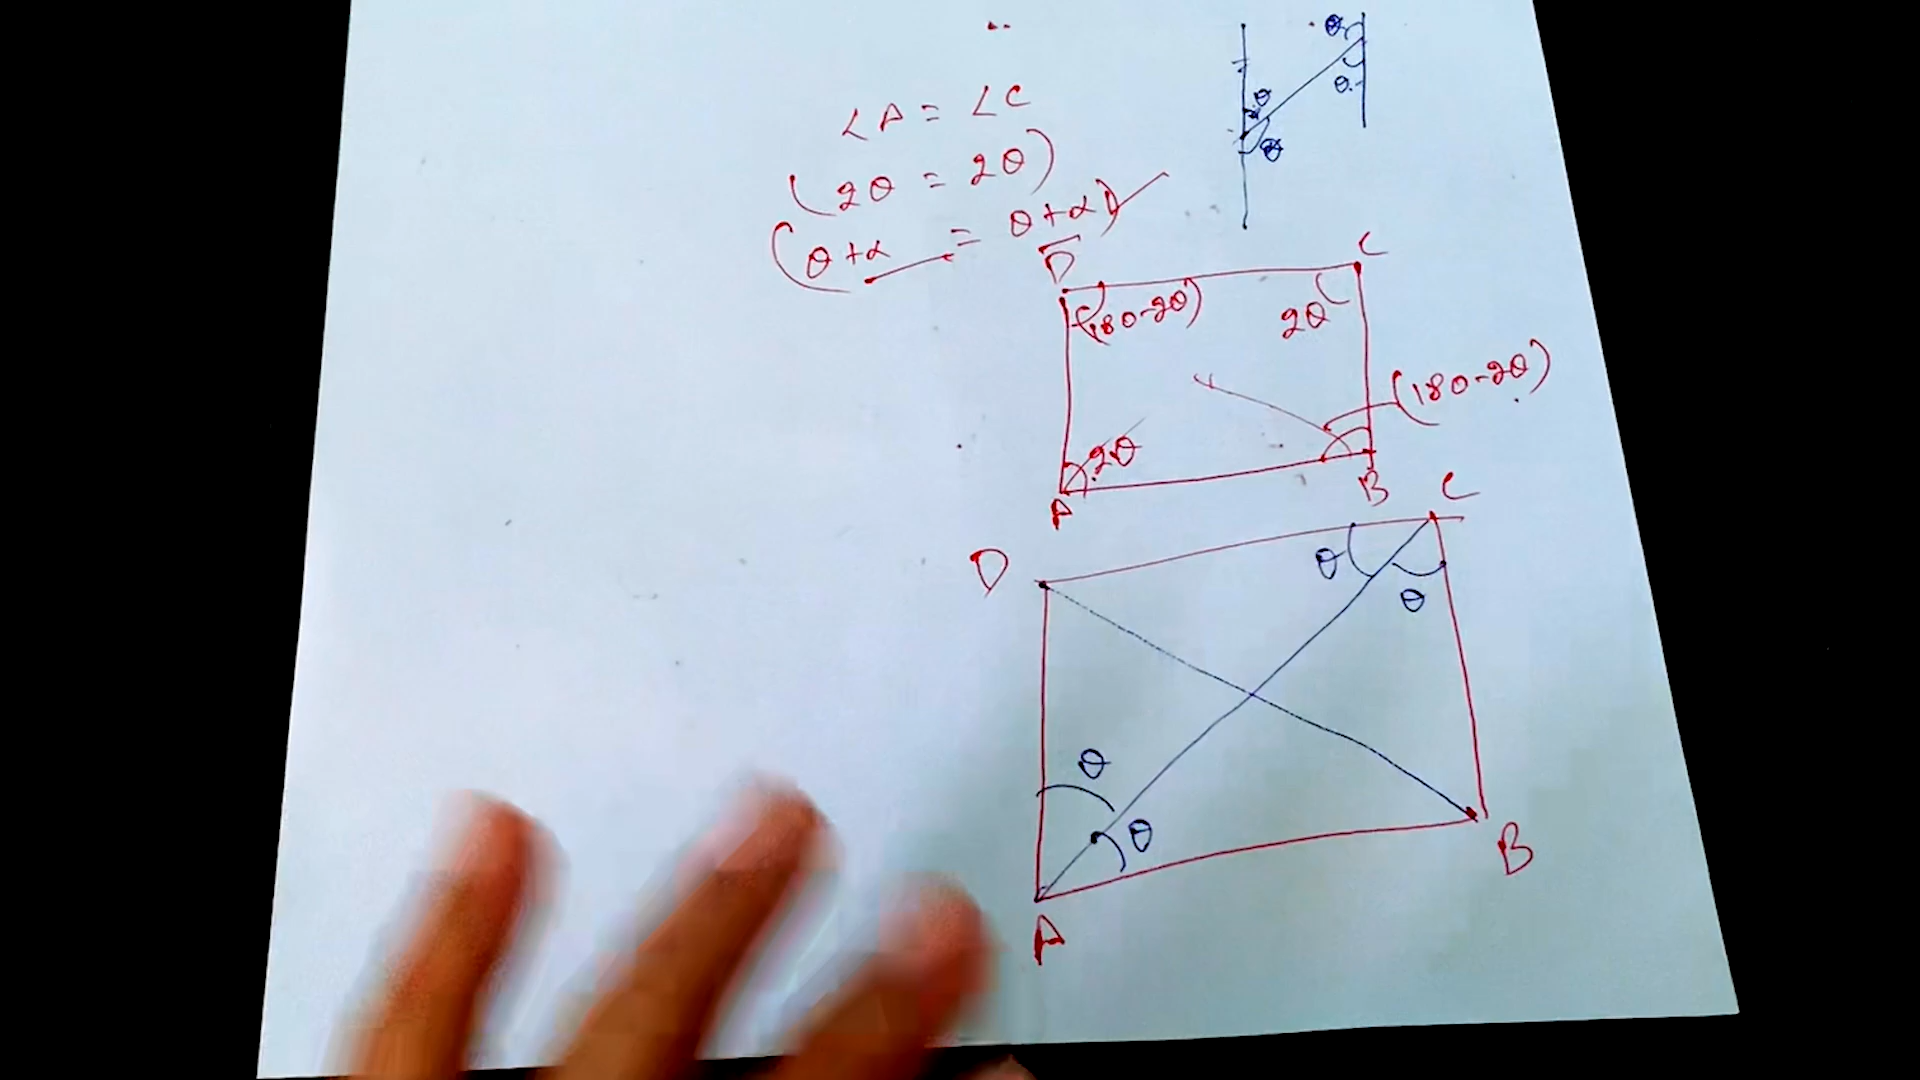 θ
θ
θ
θ
∠A = ∠C
(2θ = 2θ)
(θ+α = θ+α)
D C
(180-2θ) 2θ
(180-2θ)
2θ
A B
D C
θ θ
θ
θ
B
A